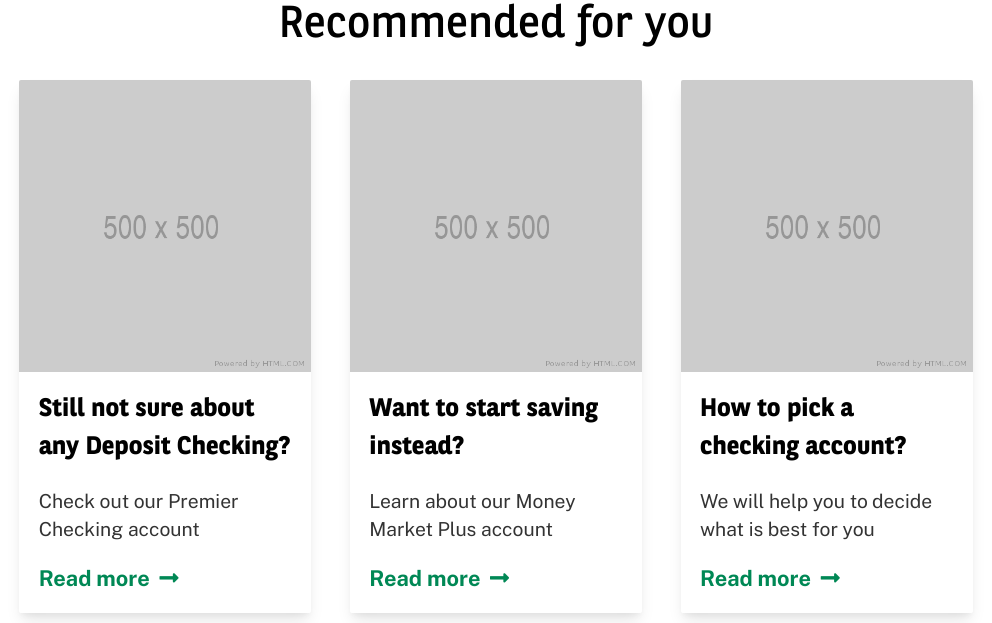 Recommended for you
500 x 500
Powered by HTML.COM
Still not sure about
any Deposit Checking?
Check out our Premier
Checking account
Read more →
500 x 500
Powered by HTML.COM
Want to start saving
instead?
Learn about our Money
Market Plus account
Read more →
500 x 500
Powered by HTML.COM
How to pick a
checking account?
We will help you to decide
what is best for you
Read more →